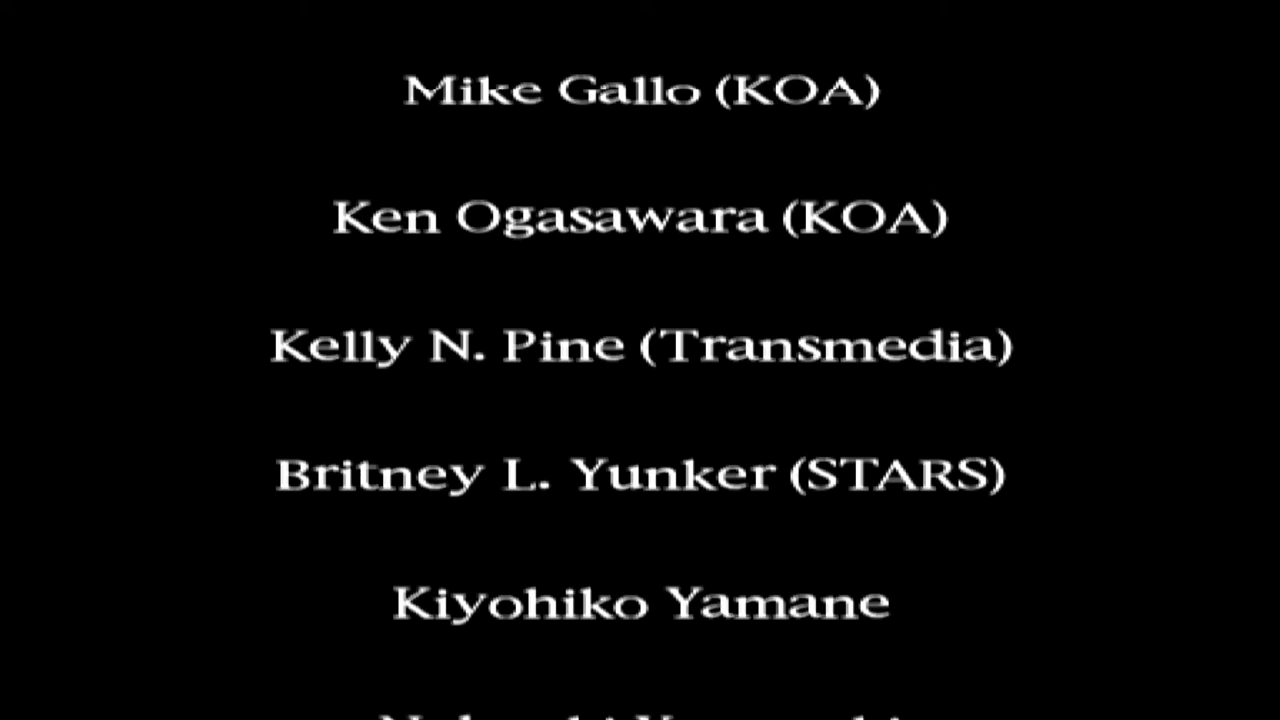 Mike Gallo (KOA)
Ken Ogasawara (KOA)
Kelly N. Pine (Transmedia)
Britney L. Yunker (STARS)
Kiyohiko Yamane